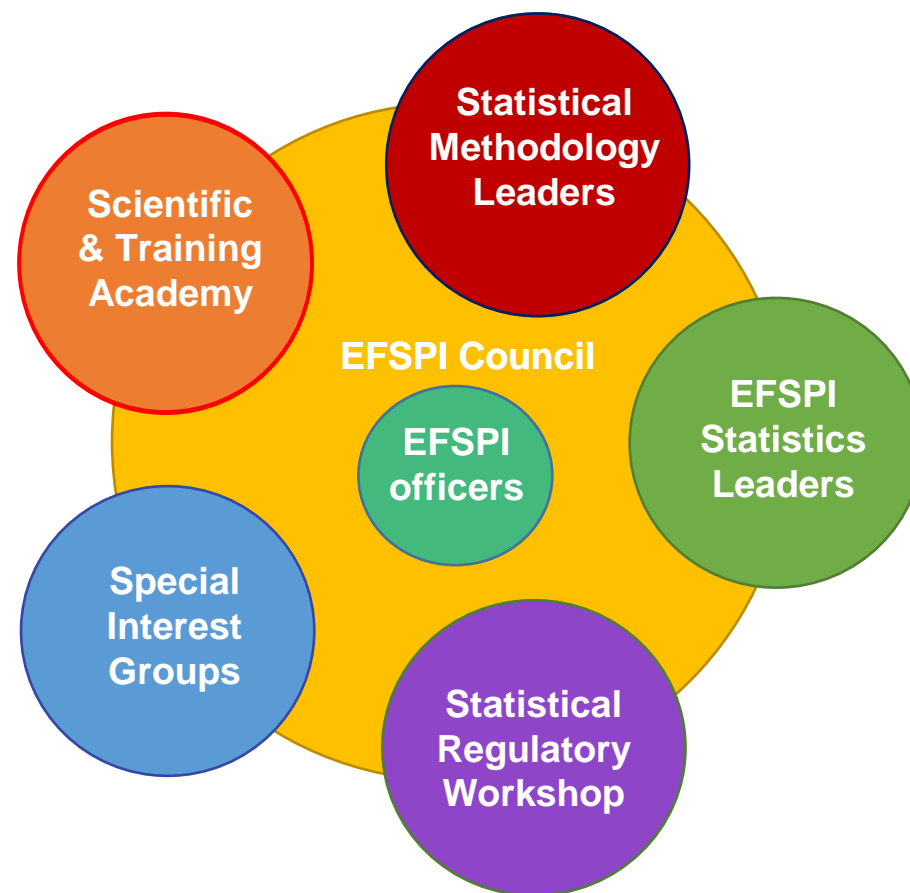 Statistical
Methodology
Leaders
Scientific
& Training
Academy
EFSPI Council
EFSPI
Statistics
Leaders
EFSPI
officers
Special
Interest
Groups
Statistical
Regulatory
Workshop